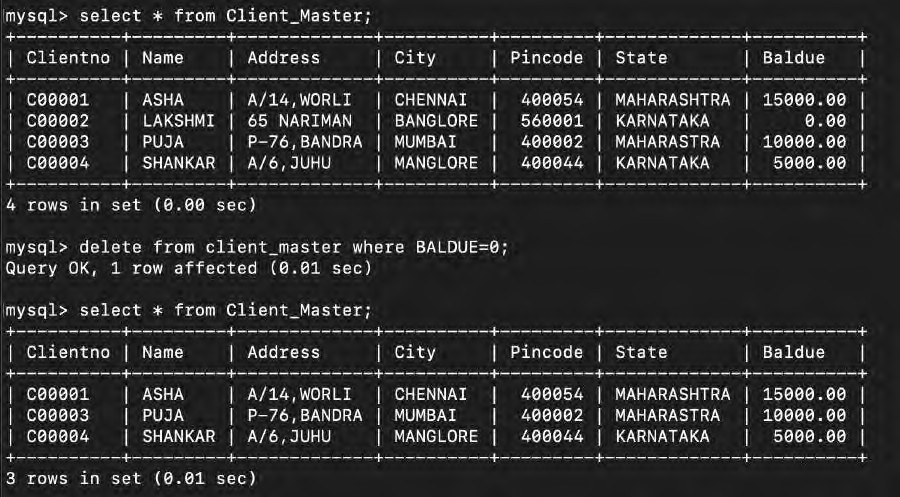 mysql> select * from Client_Master;
+----------+---------+---------------+----------+---------+-------------+----------+
| Clientno | Name    | Address       | City     | Pincode | State       | Baldue   |
+----------+---------+---------------+----------+---------+-------------+----------+
| C00001   | ASHA    | A/14,WORLI    | CHENNAI  |  400054 | MAHARASHTRA | 15000.00 |
| C00002   | LAKSHMI | 65 NARIMAN    | BANGLORE |  560001 | KARNATAKA   |     0.00 |
| C00003   | PUJA    | P-76,BANDRA   | MUMBAI   |  400002 | MAHARASTRA  | 10000.00 |
| C00004   | SHANKAR | A/6,JUHU      | MANGLORE |  400044 | KARNATAKA   |  5000.00 |
+----------+---------+---------------+----------+---------+-------------+----------+
4 rows in set (0.00 sec)
mysql> delete from client_master where BALDUE=0;
Query OK, 1 row affected (0.01 sec)
mysql> select * from Client_Master;
+----------+---------+---------------+----------+---------+-------------+----------+
| Clientno | Name    | Address       | City     | Pincode | State       | Baldue   |
+----------+---------+---------------+----------+---------+-------------+----------+
| C00001   | ASHA    | A/14,WORLI    | CHENNAI  |  400054 | MAHARASHTRA | 15000.00 |
| C00003   | PUJA    | P-76,BANDRA   | MUMBAI   |  400002 | MAHARASTRA  | 10000.00 |
| C00004   | SHANKAR | A/6,JUHU      | MANGLORE |  400044 | KARNATAKA   |  5000.00 |
+----------+---------+---------------+----------+---------+-------------+----------+
3 rows in set (0.01 sec)